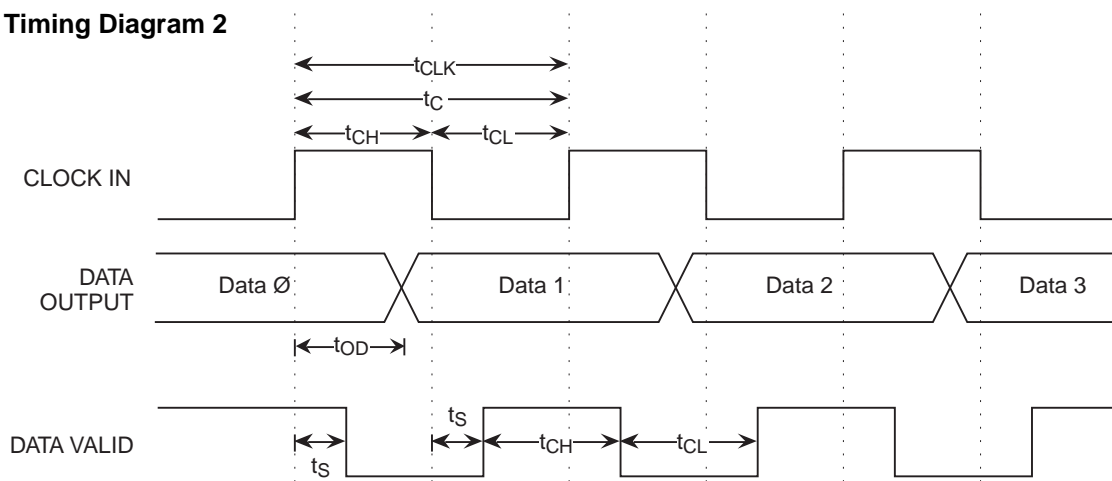 Timing Diagram 2
tCLK
tC
tCH
tCL
CLOCK IN
DATA
OUTPUT
Data Ø
Data 1
Data 2
Data 3
tOD
DATA VALID
tS
tS
tCH
tCL